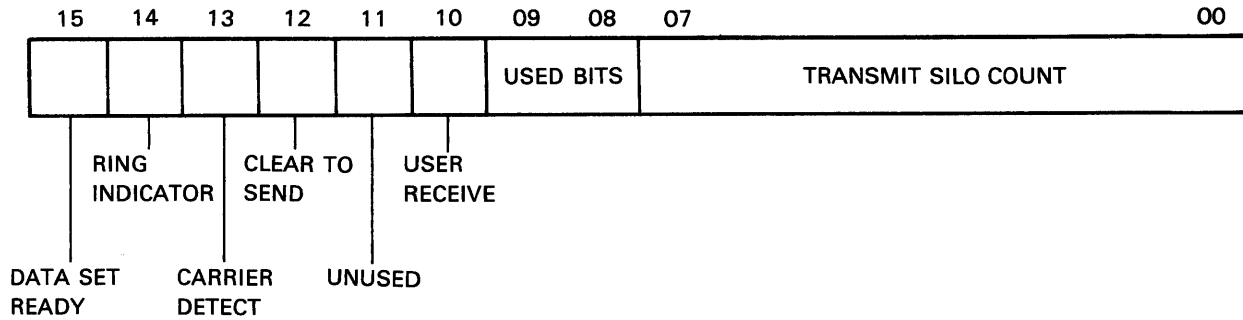 15 14 13 12 11 10 09 08 07 00
USED BITS TRANSMIT SILO COUNT
RING CLEAR TO USER
INDICATOR SEND RECEIVE
DATA SET CARRIER UNUSED
READY DETECT